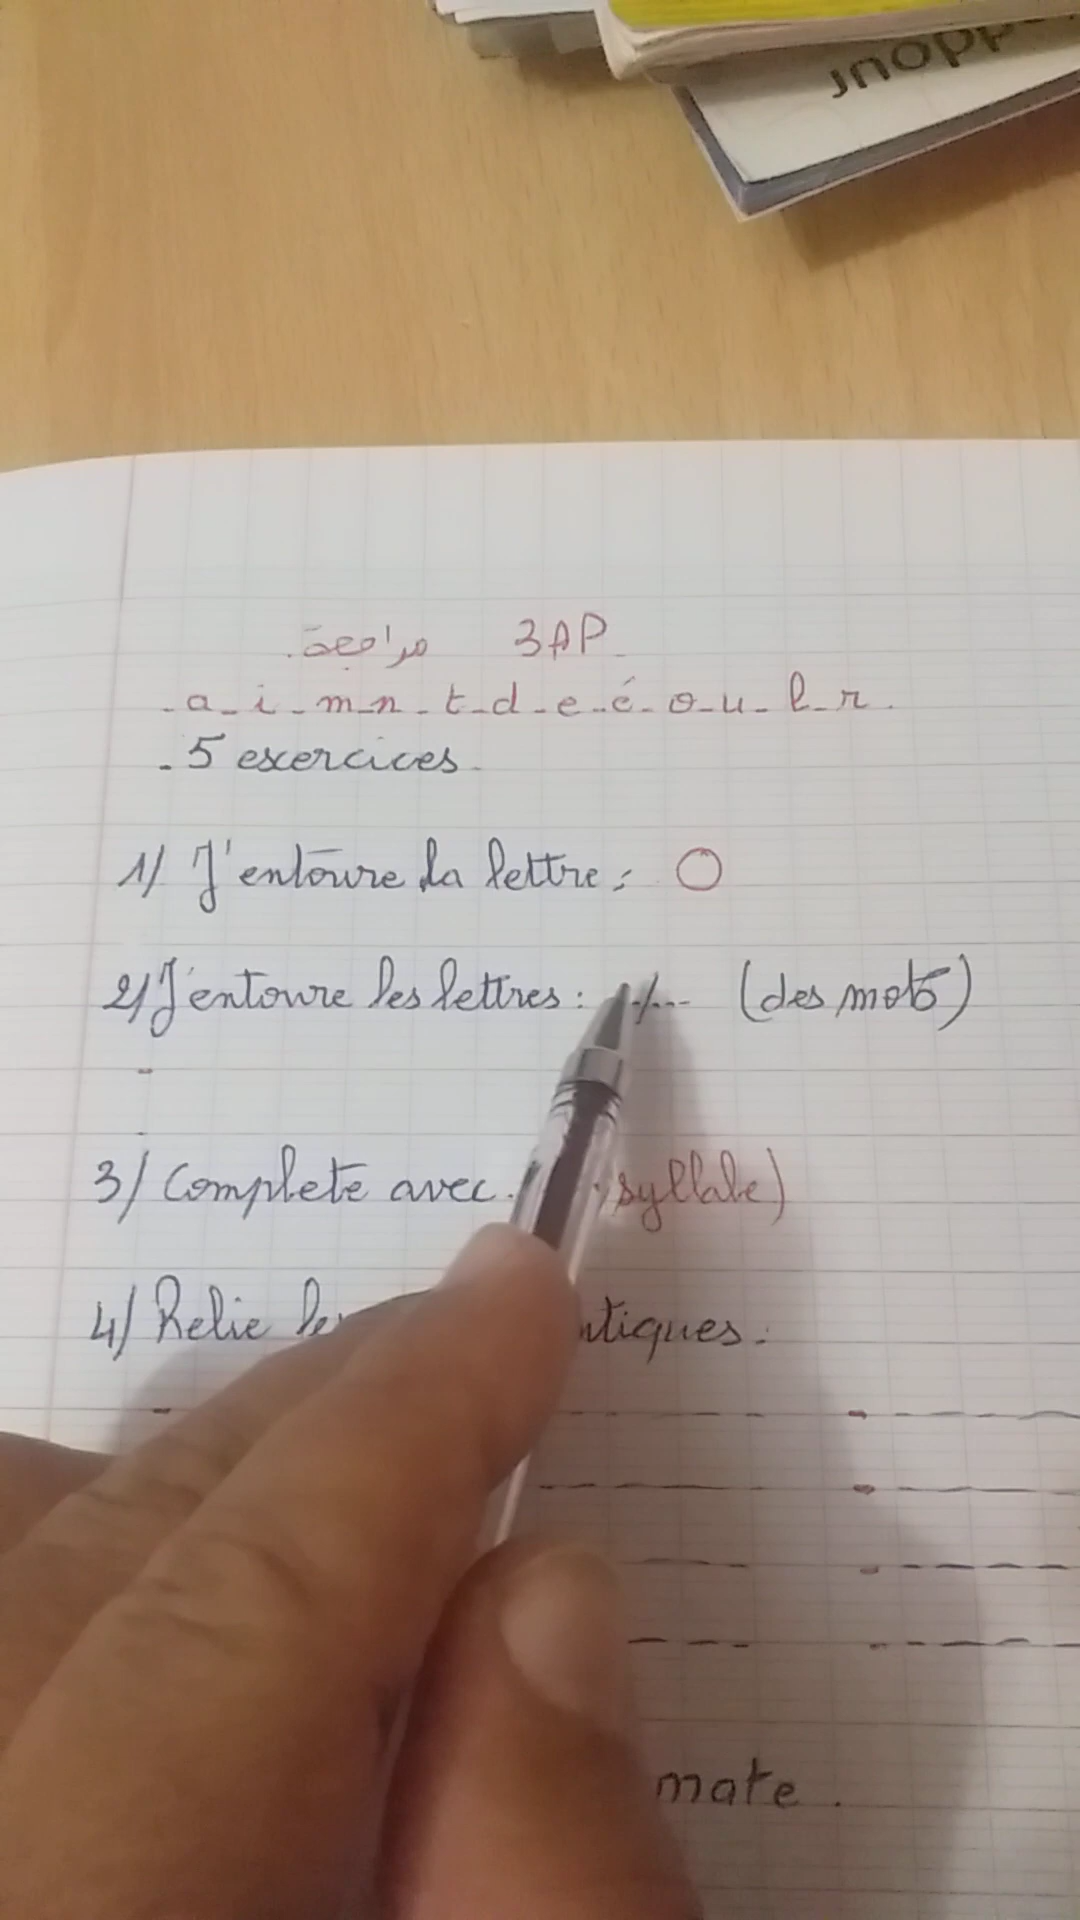 مراجعة 3AP
-a-i-m-n-t-d-e-é-o-u-l-r.
-5 exercices.
1/ J'entoure la lettre: O
2/ J'entoure les lettres: ../... (des mots)
3/ Complete avec. syllabe)
4/ Relie
mate.